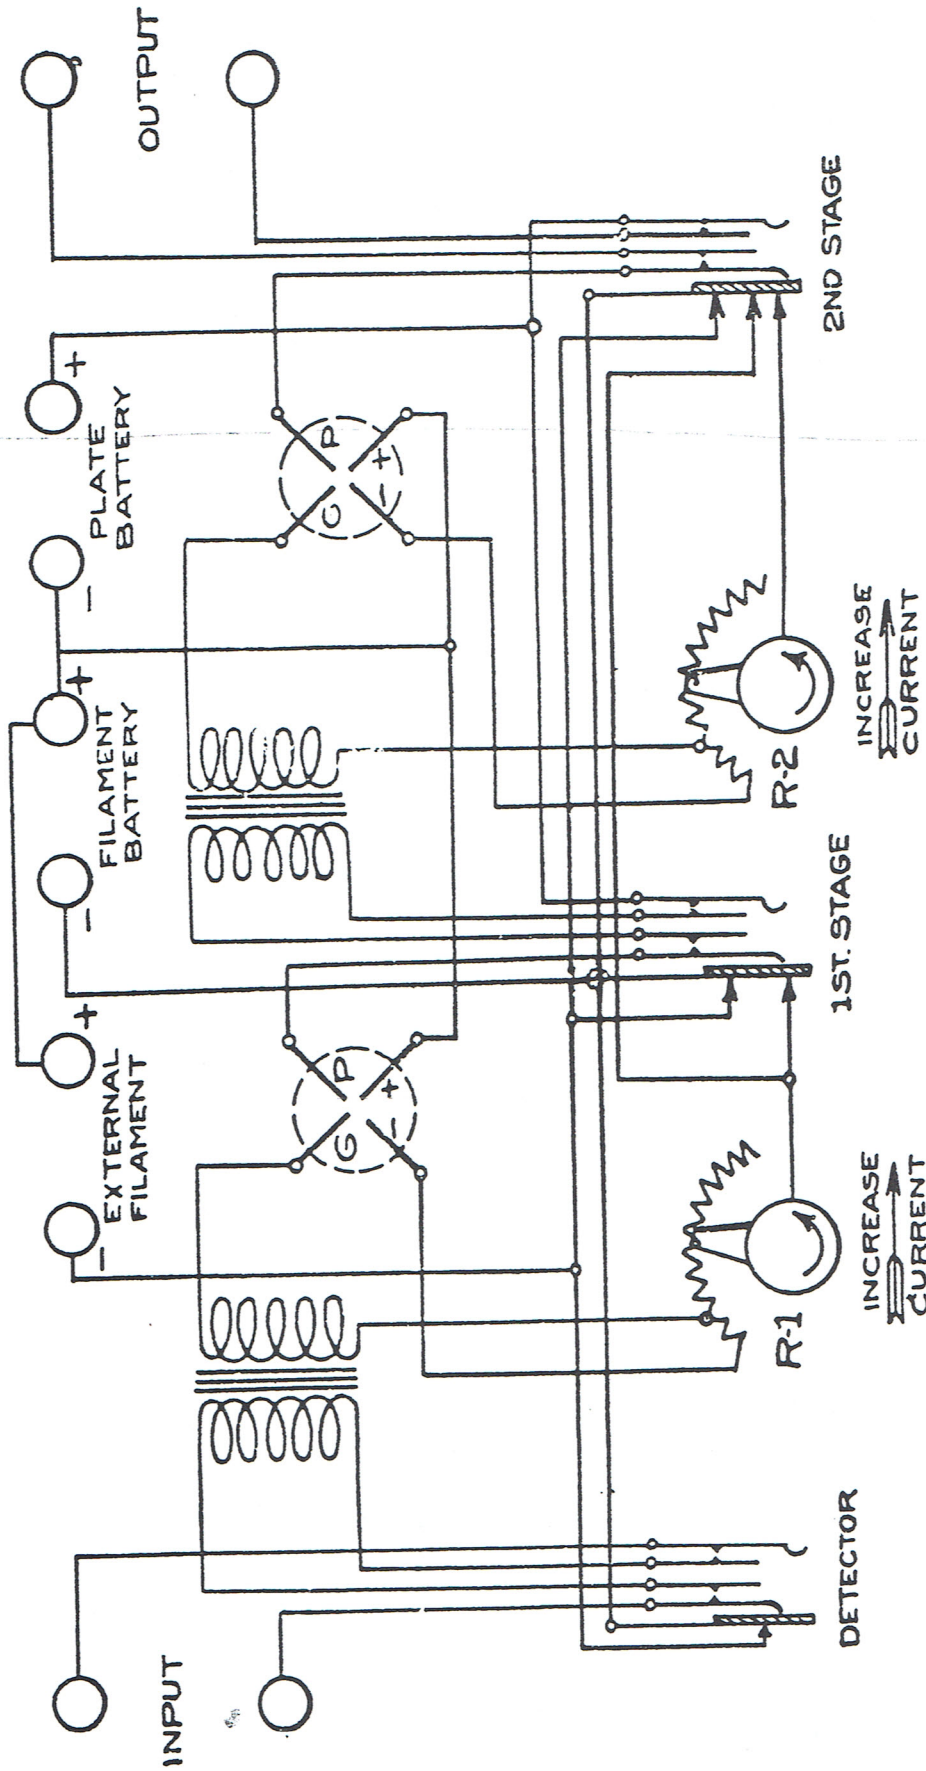 INPUT
EXTERNAL
FILAMENT
-
+
FILAMENT
BATTERY
-
+
PLATE
BATTERY
-
+
OUTPUT
G
P
-
+
G
P
-
+
R-1
INCREASE
CURRENT
R-2
INCREASE
CURRENT
DETECTOR
1ST. STAGE
2ND STAGE